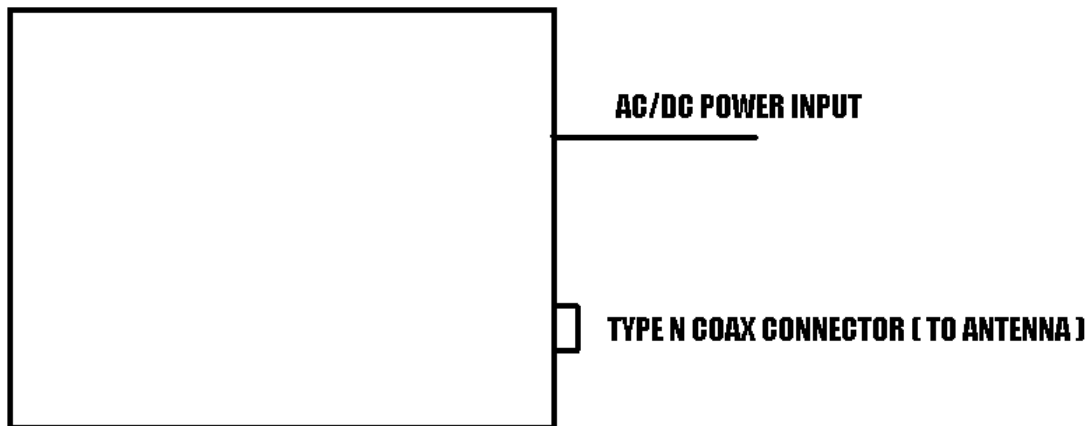 AC/DC POWER INPUT
TYPE N COAX CONNECTOR ( TO ANTENNA )